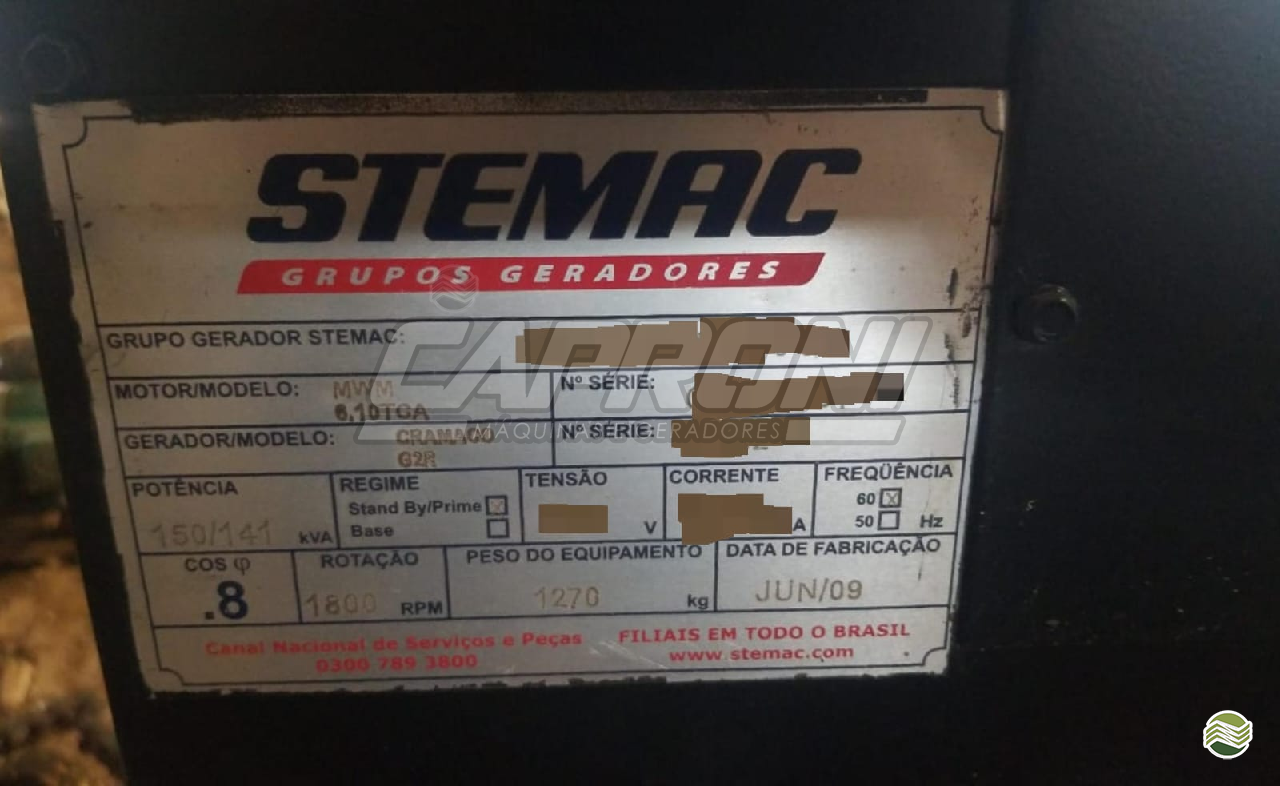 STEMAC
GRUPOS GERADORES
GRUPO GERADOR STEMAC:
CAPRONI
MÁQUINAS E GERADORES
MOTOR/MODELO: MWM
6,10TCA
Nº SÉRIE:
GERADOR/MODELO: CRAMACO
G2R
Nº SÉRIE:
POTÊNCIA
150/141 kVA
REGIME
Stand By/Prime
Base
TENSÃO
V
CORRENTE
A
FREQÜÊNCIA
60
50 Hz
COS φ
.8
ROTAÇÃO
1800 RPM
PESO DO EQUIPAMENTO
1270 kg
DATA DE FABRICAÇÃO
JUN/09
Canal Nacional de Serviços e Peças
0300 789 3800
FILIAIS EM TODO O BRASIL
www.stemac.com